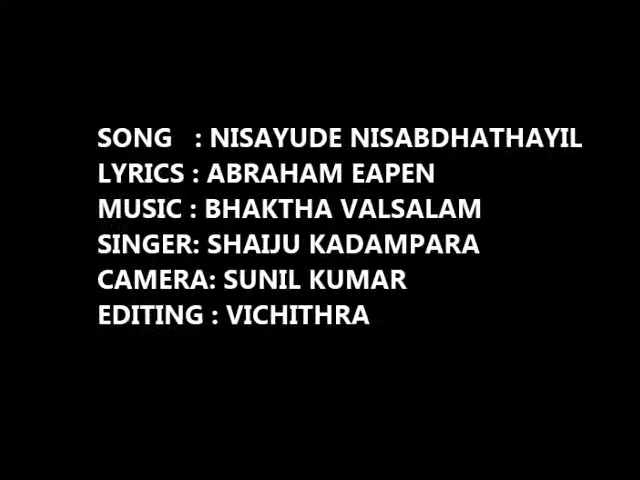 SONG : NISAYUDE NISABDHATHAYIL
LYRICS : ABRAHAM EAPEN
MUSIC : BHAKTHA VALSALAM
SINGER: SHAIJU KADAMPARA
CAMERA: SUNIL KUMAR
EDITING : VICHITHRA